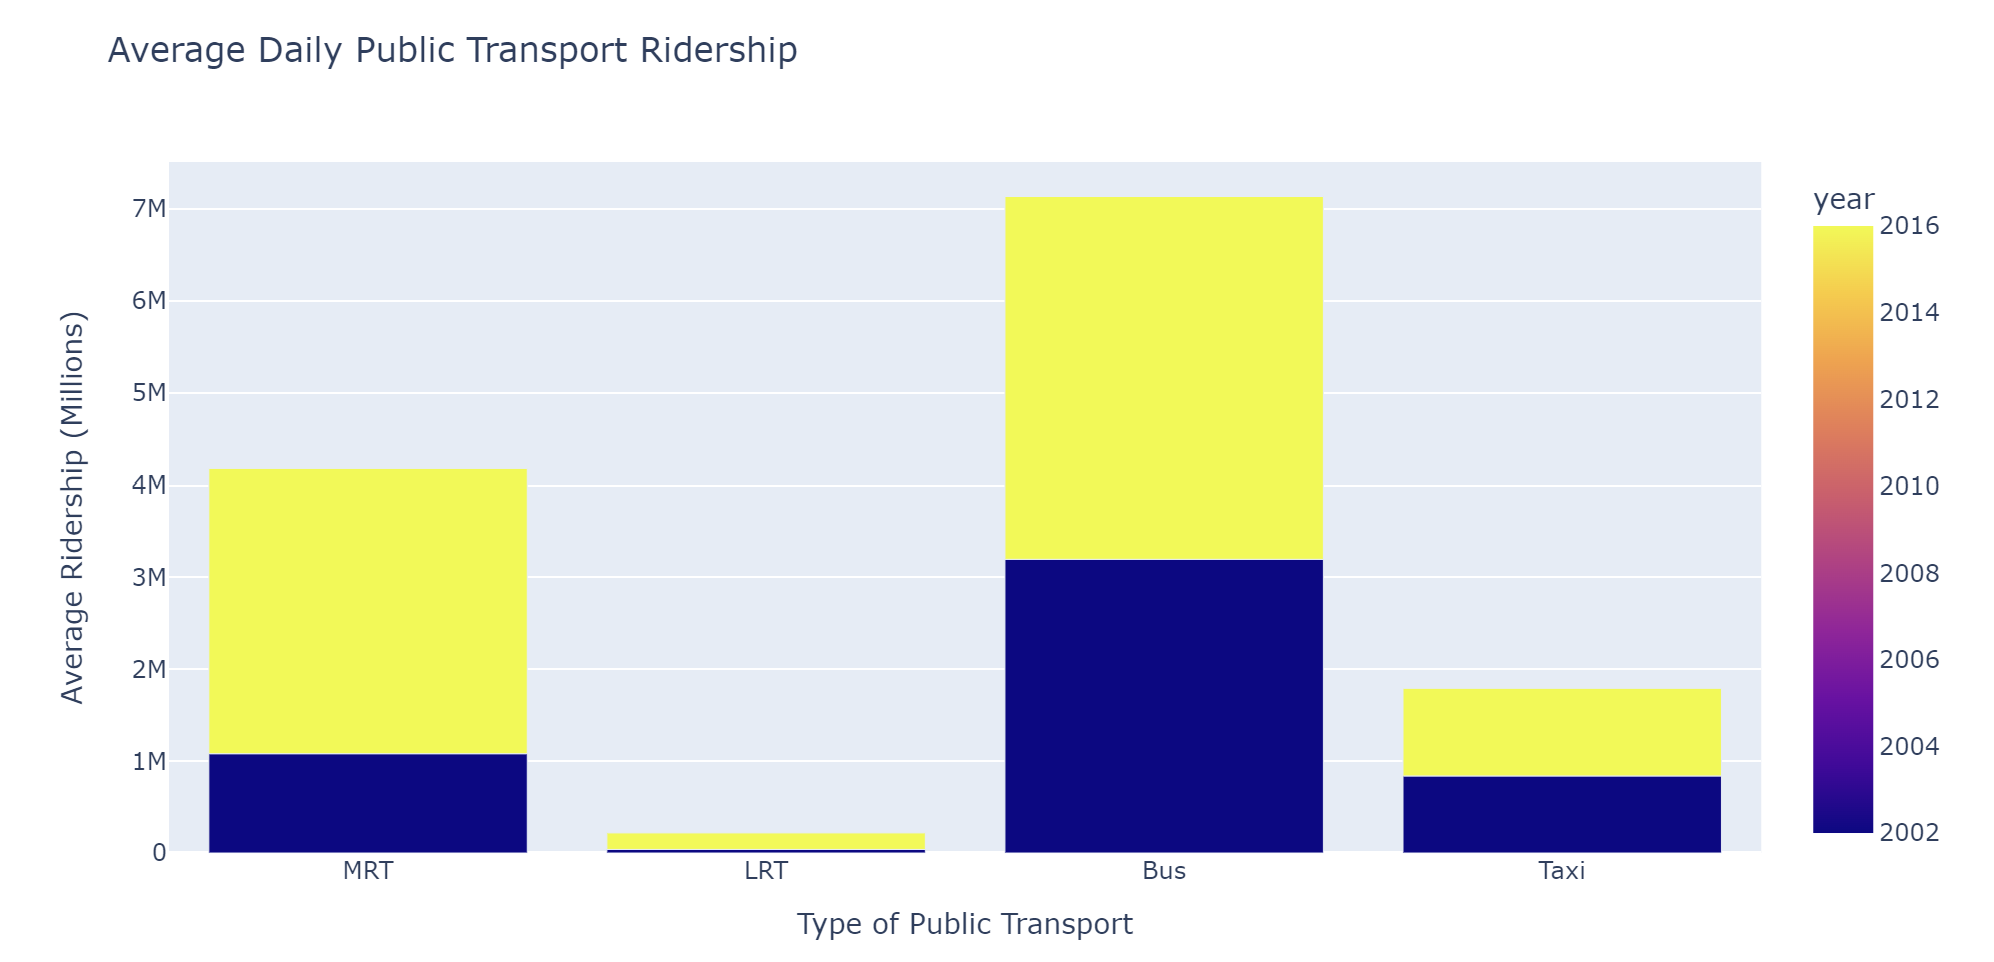 Average Daily Public Transport Ridership
Average Ridership (Millions)
7M
6M
5M
4M
3M
2M
1M
0
MRT
LRT
Bus
Taxi
Type of Public Transport
year
2016
2014
2012
2010
2008
2006
2004
2002